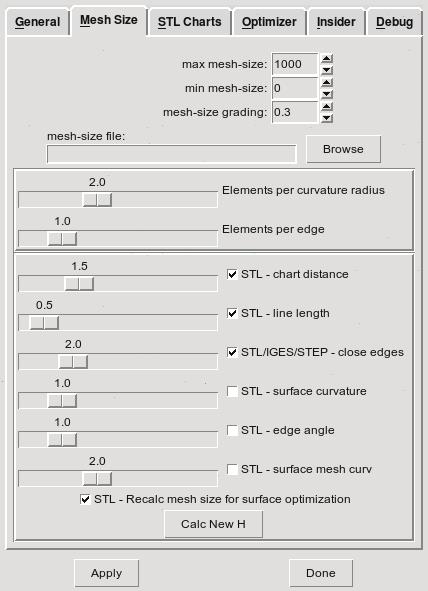 General Mesh Size STL Charts Optimizer Insider Debug
max mesh-size: 1000
min mesh-size: 0
mesh-size grading: 0.3
mesh-size file:
Browse
2.0
Elements per curvature radius
1.0
Elements per edge
1.5
STL - chart distance
0.5
STL - line length
2.0
STL/IGES/STEP - close edges
1.0
STL - surface curvature
1.0
STL - edge angle
2.0
STL - surface mesh curv
STL - Recalc mesh size for surface optimization
Calc New H
Apply Done